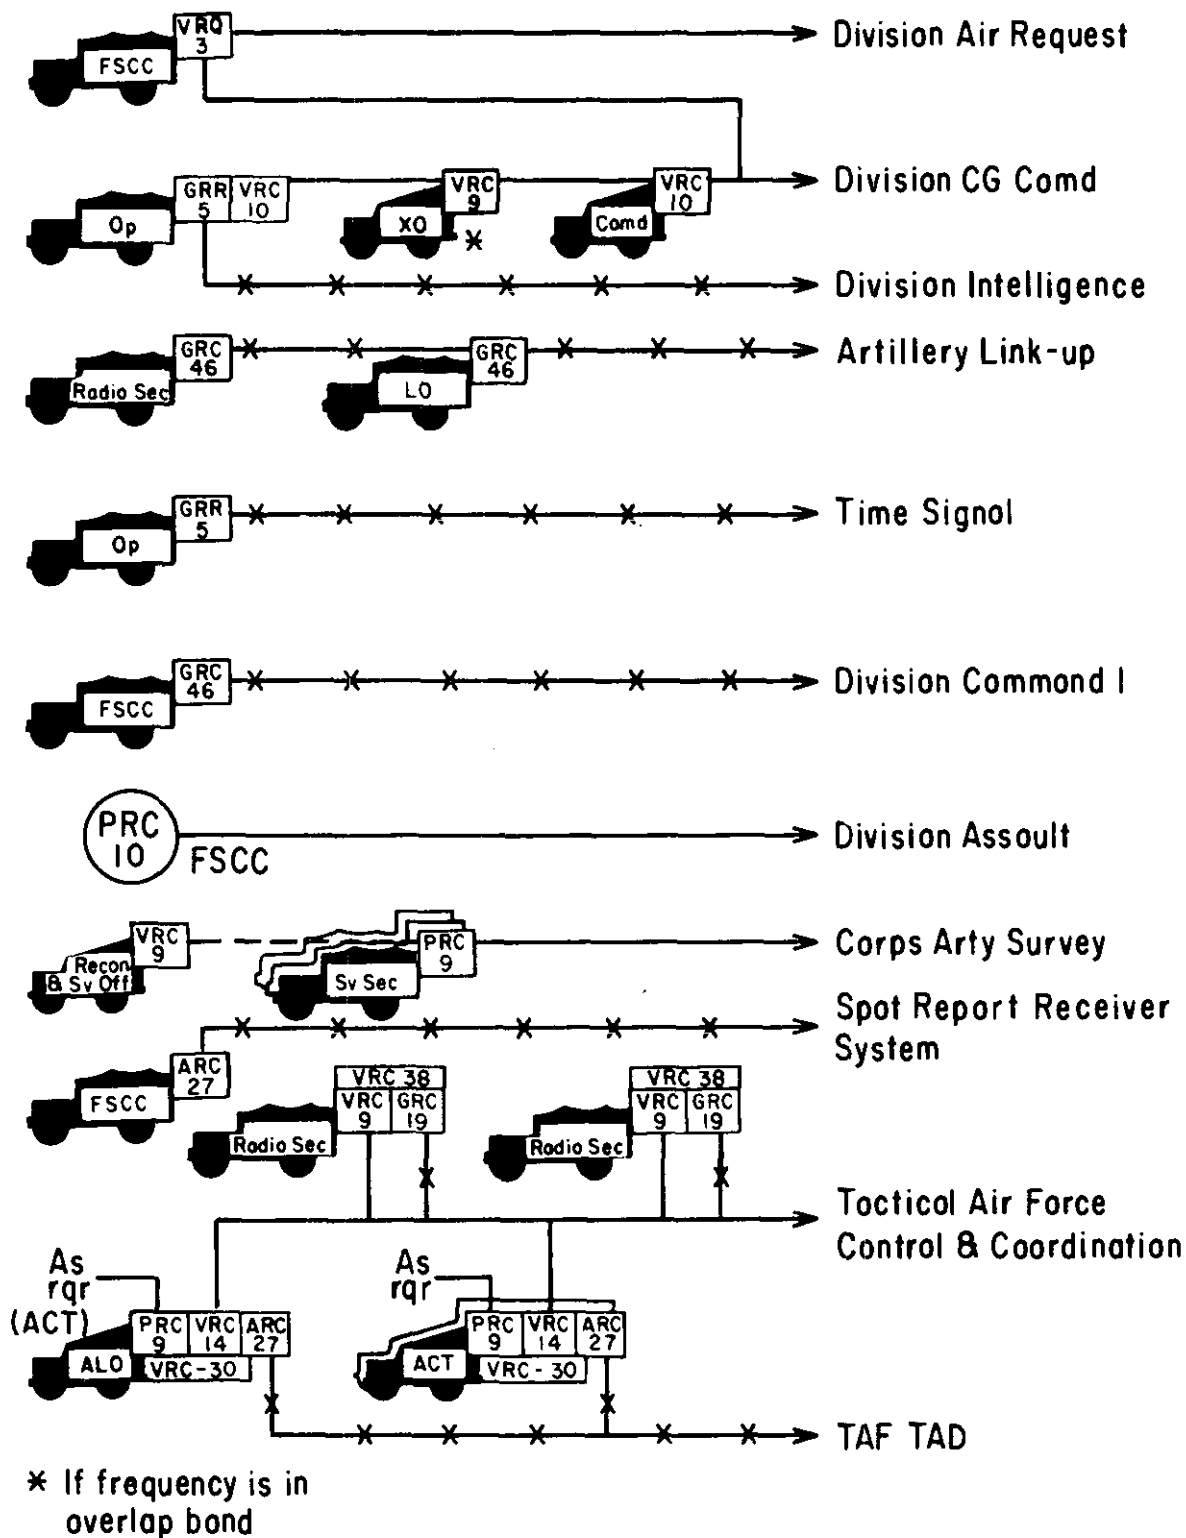 VRQ
3
FSCC
Division Air Request
GRR
5
VRC
10
Op
VRC
9
XO
*
VRC
10
Comd
Division CG Comd
Division Intelligence
GRC
46
Radio Sec
GRC
46
LO
Artillery Link-up
GRR
5
Op
Time Signal
GRC
46
FSCC
Division Command I
PRC
10
FSCC
Division Assault
VRC
9
Recon
& Sv Off
PRC
9
Sv Sec
Corps Arty Survey
Spot Report Receiver
System
ARC
27
FSCC
VRC 38
VRC
9
GRC
19
Radio Sec
VRC 38
VRC
9
GRC
19
Radio Sec
Tactical Air Force
Control & Coordination
As
rqr
(ACT)
PRC
9
VRC
14
ARC
27
ALO
VRC-30
As
rqr
PRC
9
VRC
14
ARC
27
ACT
VRC-30
TAF TAD
* If frequency is in
overlap band